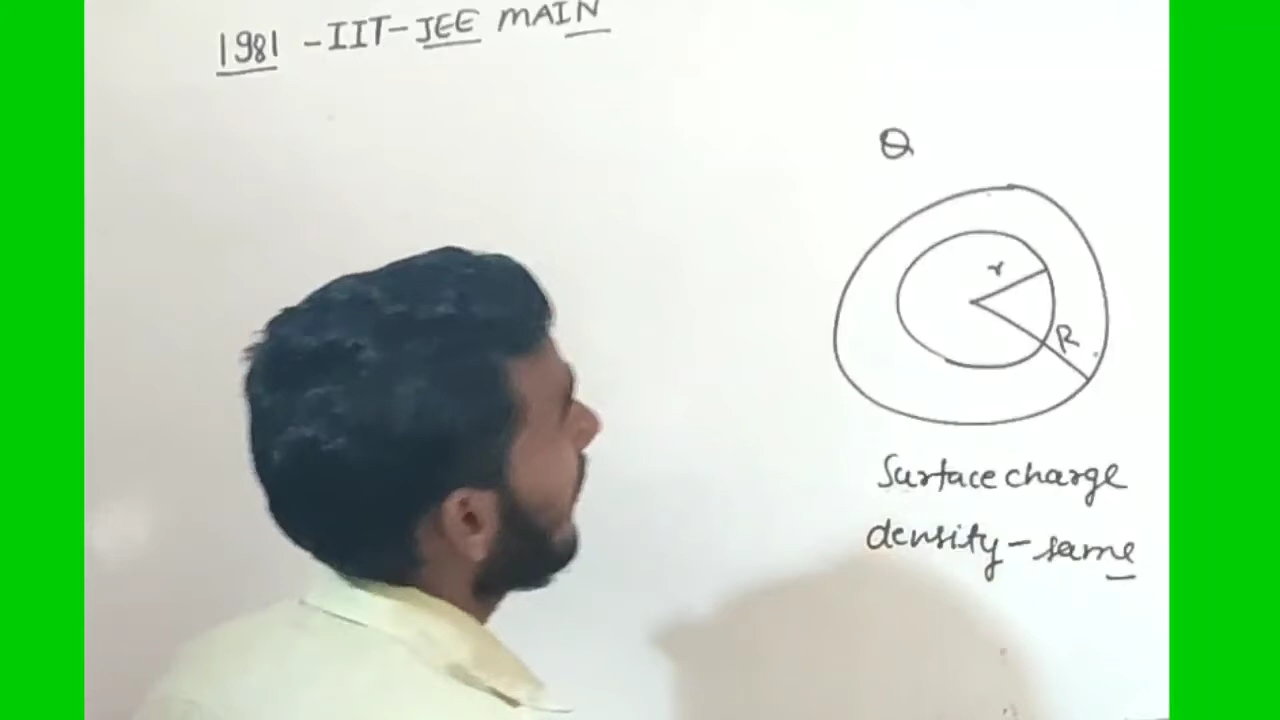 1981 - IIT - JEE MAIN
Q
r
R
Surface charge
density - same